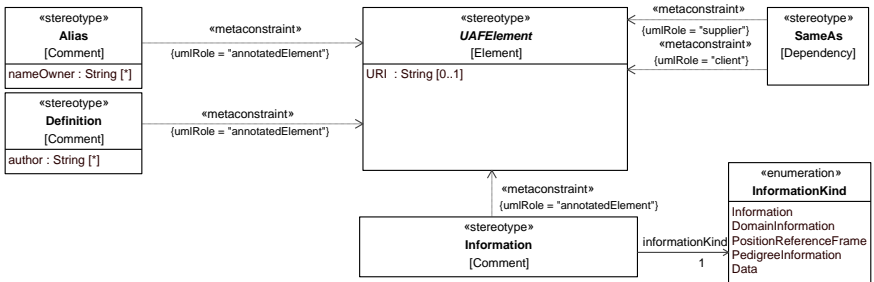 «stereotype»
Alias
[Comment]
nameOwner : String [*]
«metaconstraint»
{umlRole = "annotatedElement"}
«stereotype»
UAFElement
[Element]
URI : String [0..1]
«metaconstraint»
{umlRole = "supplier"}
«metaconstraint»
{umlRole = "client"}
«stereotype»
SameAs
[Dependency]
«stereotype»
Definition
[Comment]
author : String [*]
«metaconstraint»
{umlRole = "annotatedElement"}
«metaconstraint»
{umlRole = "annotatedElement"}
«stereotype»
Information
[Comment]
informationKind
1
«enumeration»
InformationKind
Information
DomainInformation
PositionReferenceFrame
PedigreeInformation
Data